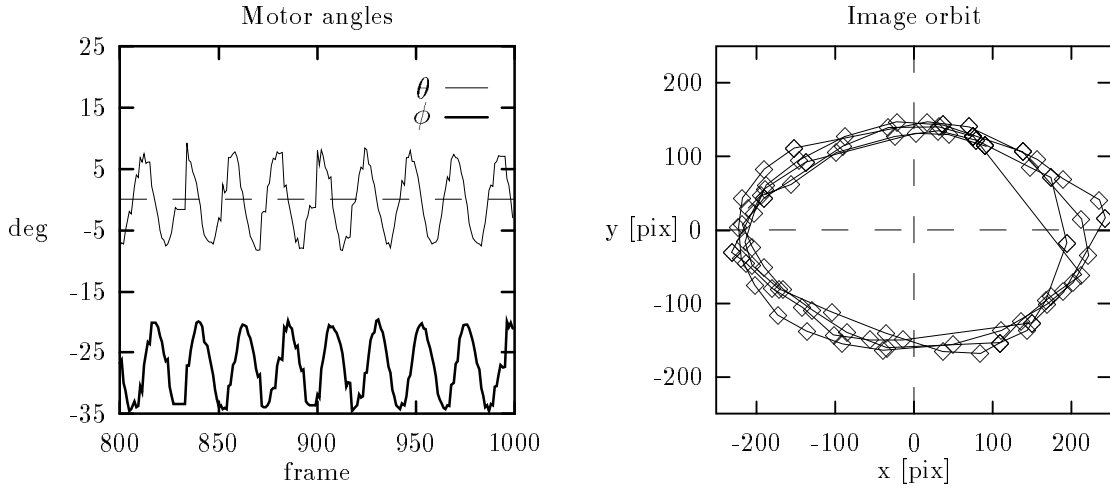 Motor angles
25
15
5
-5
-15
-25
-35
deg
θ
φ
800 850 900 950 1000
frame
Image orbit
200
100
0
-100
-200
y [pix]
-200 -100 0 100 200
x [pix]